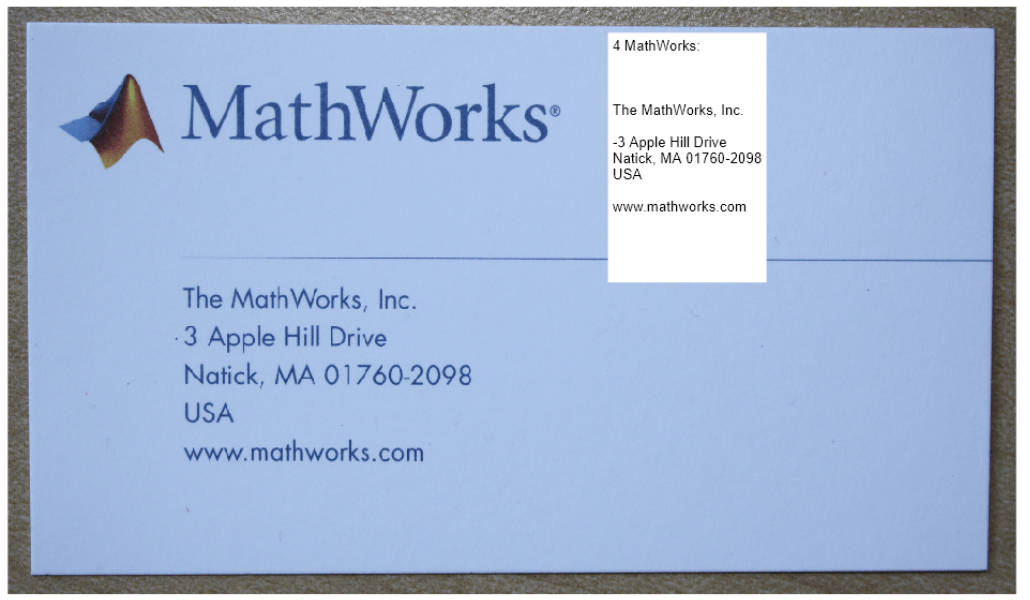 MathWorks®
4 MathWorks:
The MathWorks, Inc.
-3 Apple Hill Drive
Natick, MA 01760-2098
USA
www.mathworks.com
The MathWorks, Inc.
3 Apple Hill Drive
Natick, MA 01760-2098
USA
www.mathworks.com